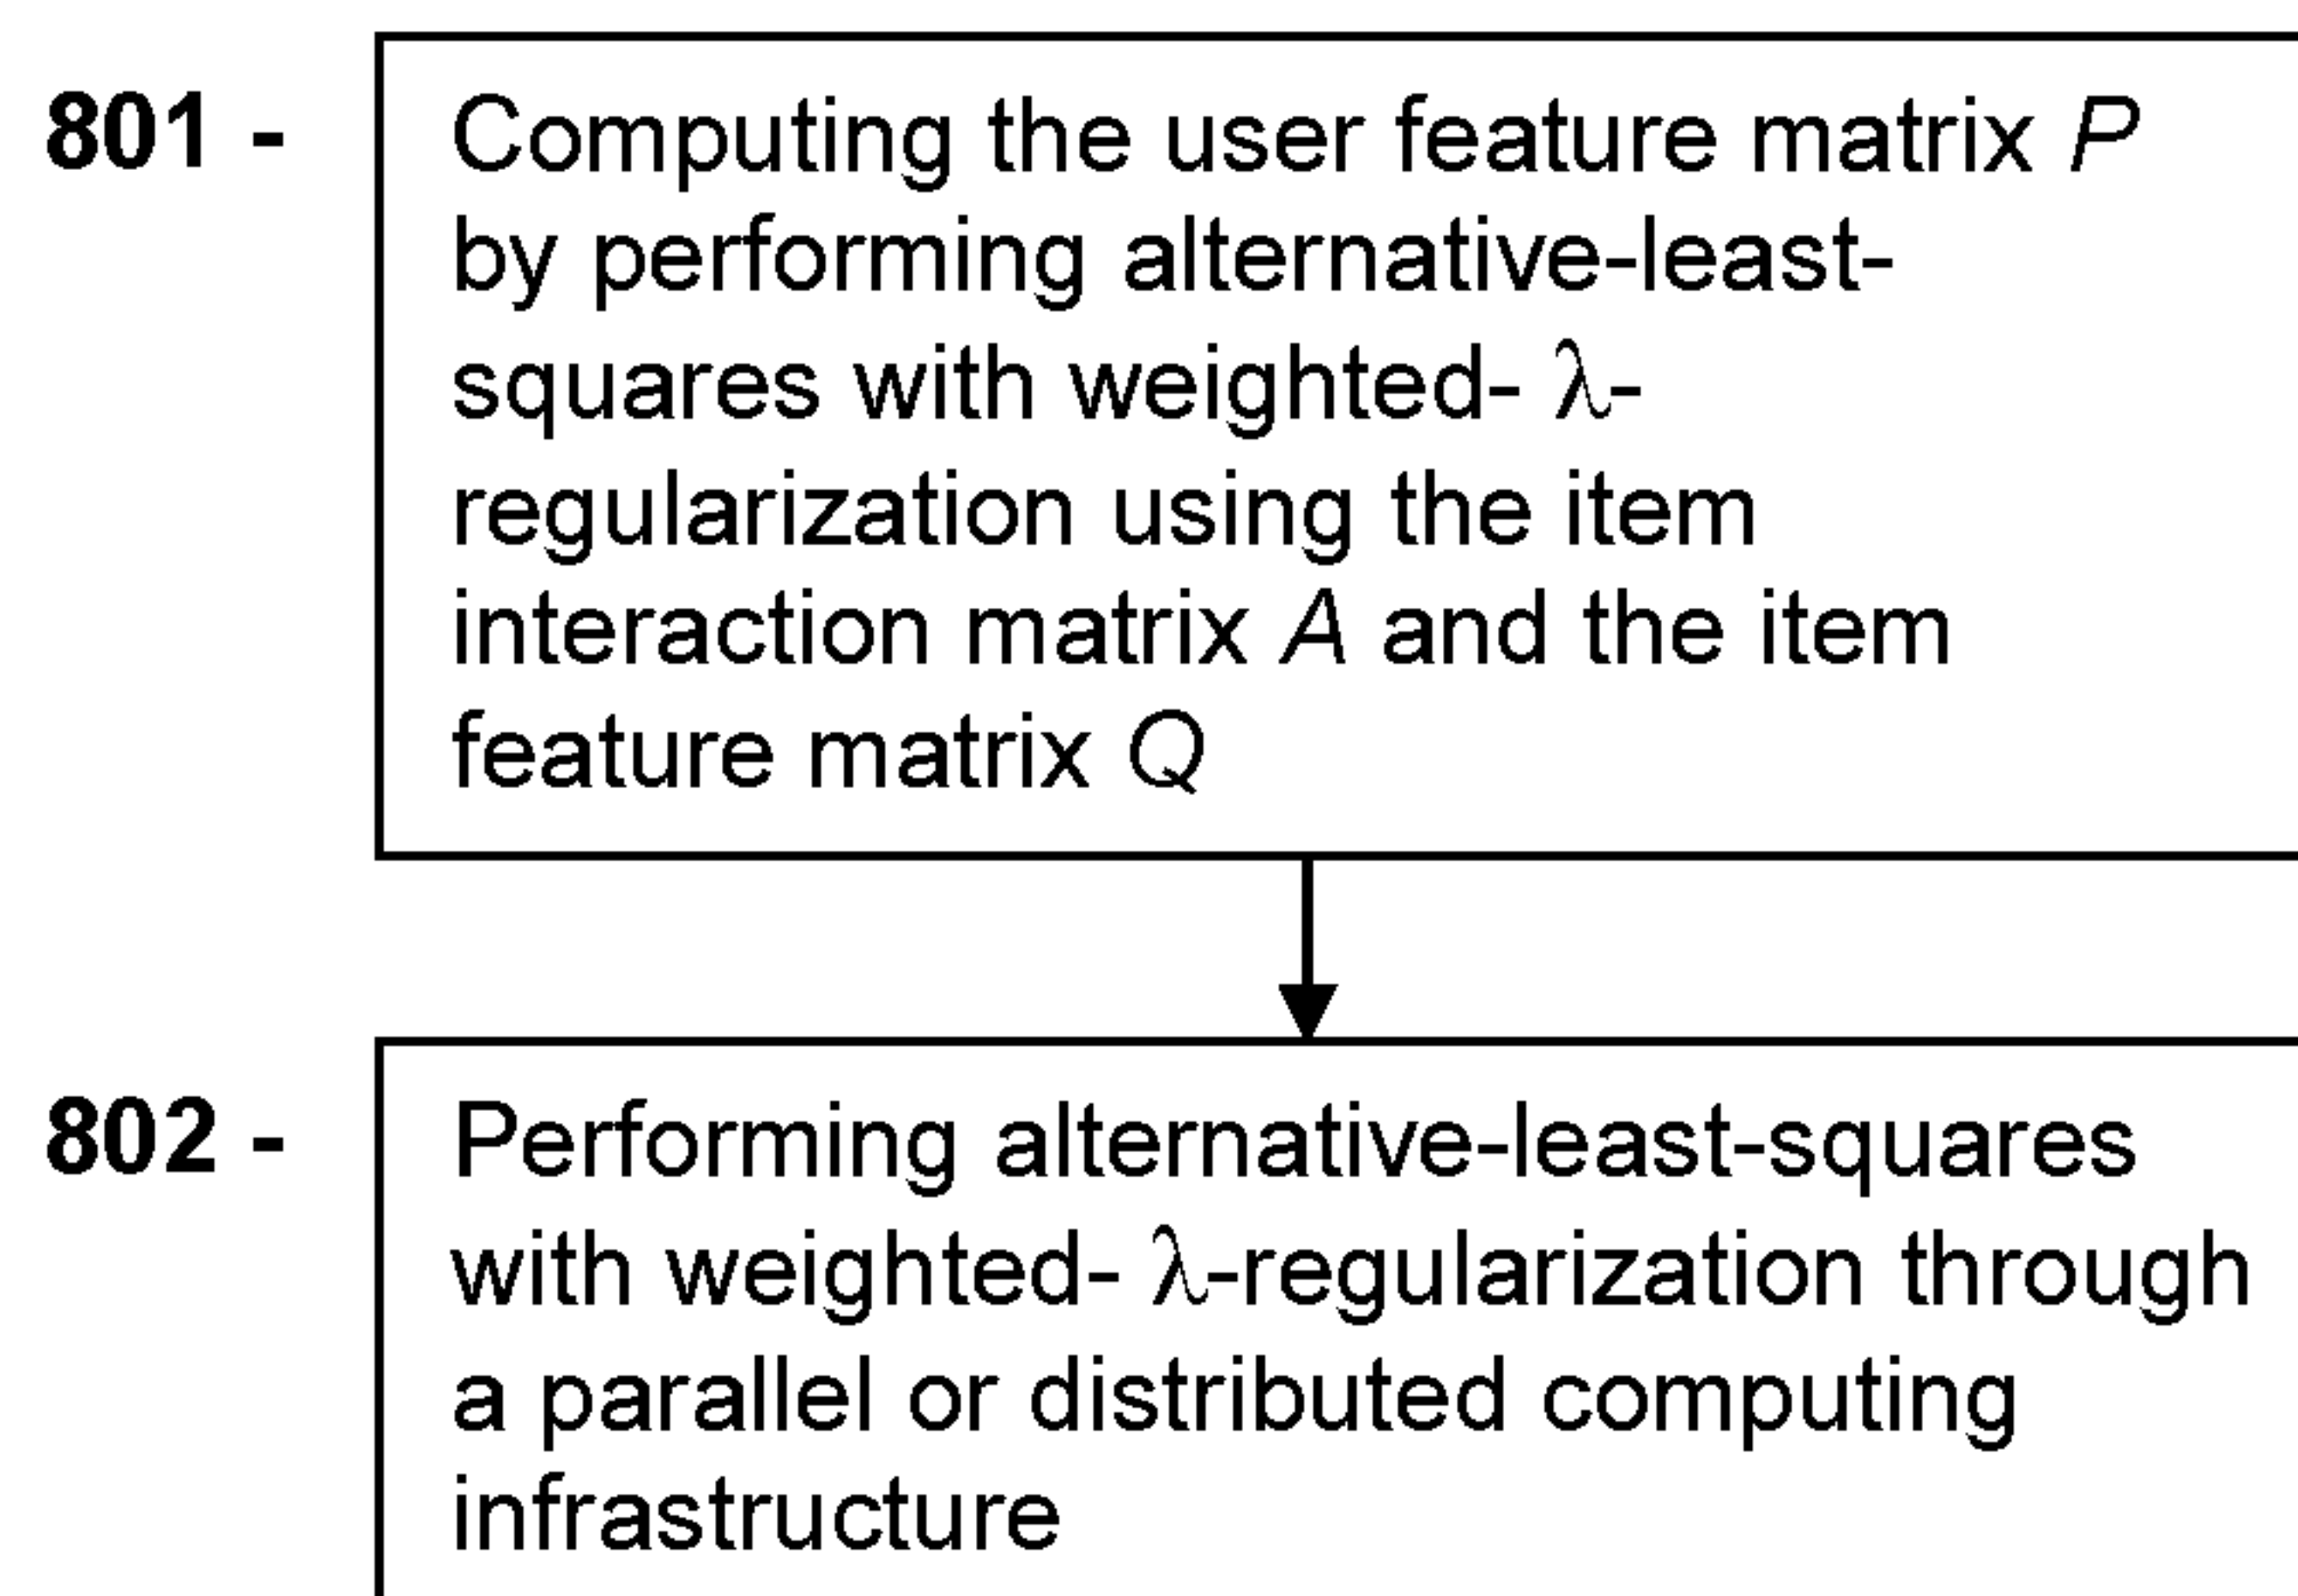 801 - Computing the user feature matrix P
by performing alternative-least-
squares with weighted- λ-
regularization using the item
interaction matrix A and the item
feature matrix Q
802 - Performing alternative-least-squares
with weighted- λ-regularization through
a parallel or distributed computing
infrastructure